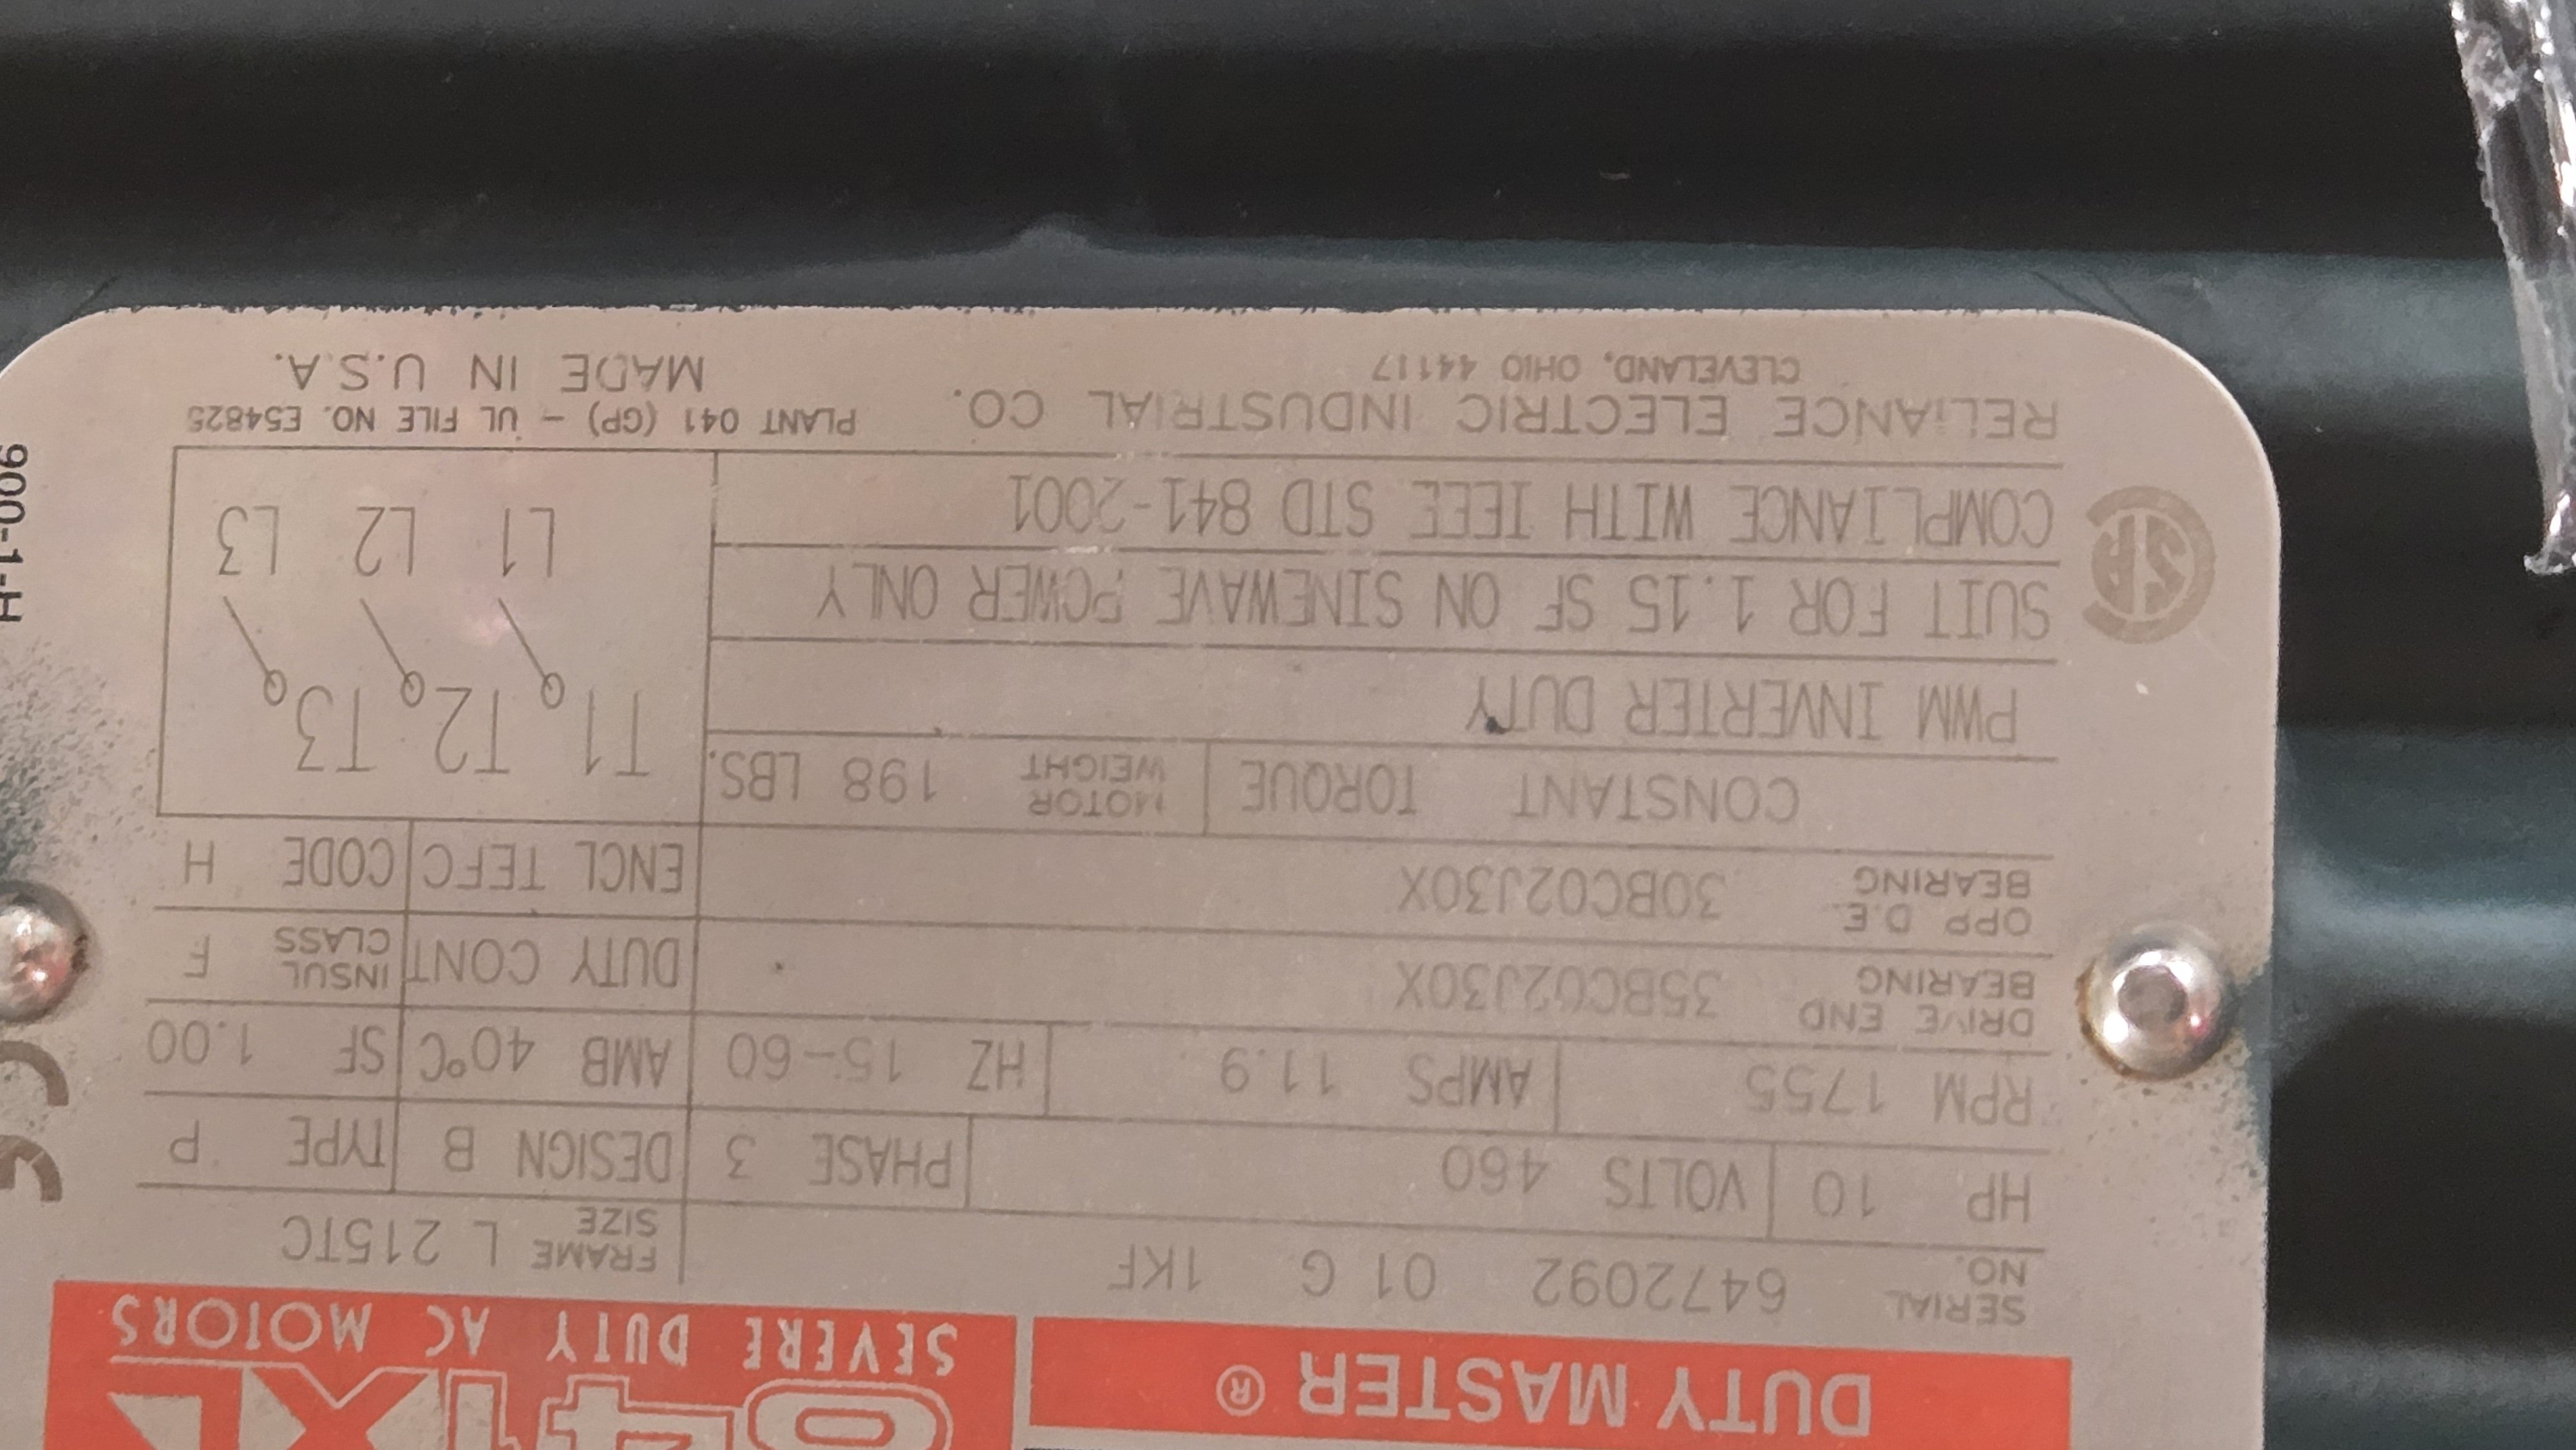 841XL
DUTY MASTER ® SEVERE DUTY AC MOTORS
SERIAL NO. 6472092 01 G 1KF FRAME SIZE L 215TC
HP 10 VOLTS 460 PHASE 3 DESIGN B TYPE P
RPM 1755 AMPS 11.9 HZ 15-60 AMB 40°C SF 1.00
DRIVE END BEARING 35BC02J30X DUTY CONT INSUL CLASS F
OPP D.E. BEARING 30BC02J30X ENCL TEFC CODE H
CONSTANT TORQUE MOTOR WEIGHT 198 LBS.
PWM INVERTER DUTY T1 T2 T3
SUIT FOR 1.15 SF ON SINEWAVE POWER ONLY
COMPLIANCE WITH IEEE STD 841-2001 L1 L2 L3
RELIANCE ELECTRIC INDUSTRIAL CO. PLANT 041 (GP) - UL FILE NO. E54825
CLEVELAND, OHIO 44117 MADE IN U.S.A.
CE
900-1-H